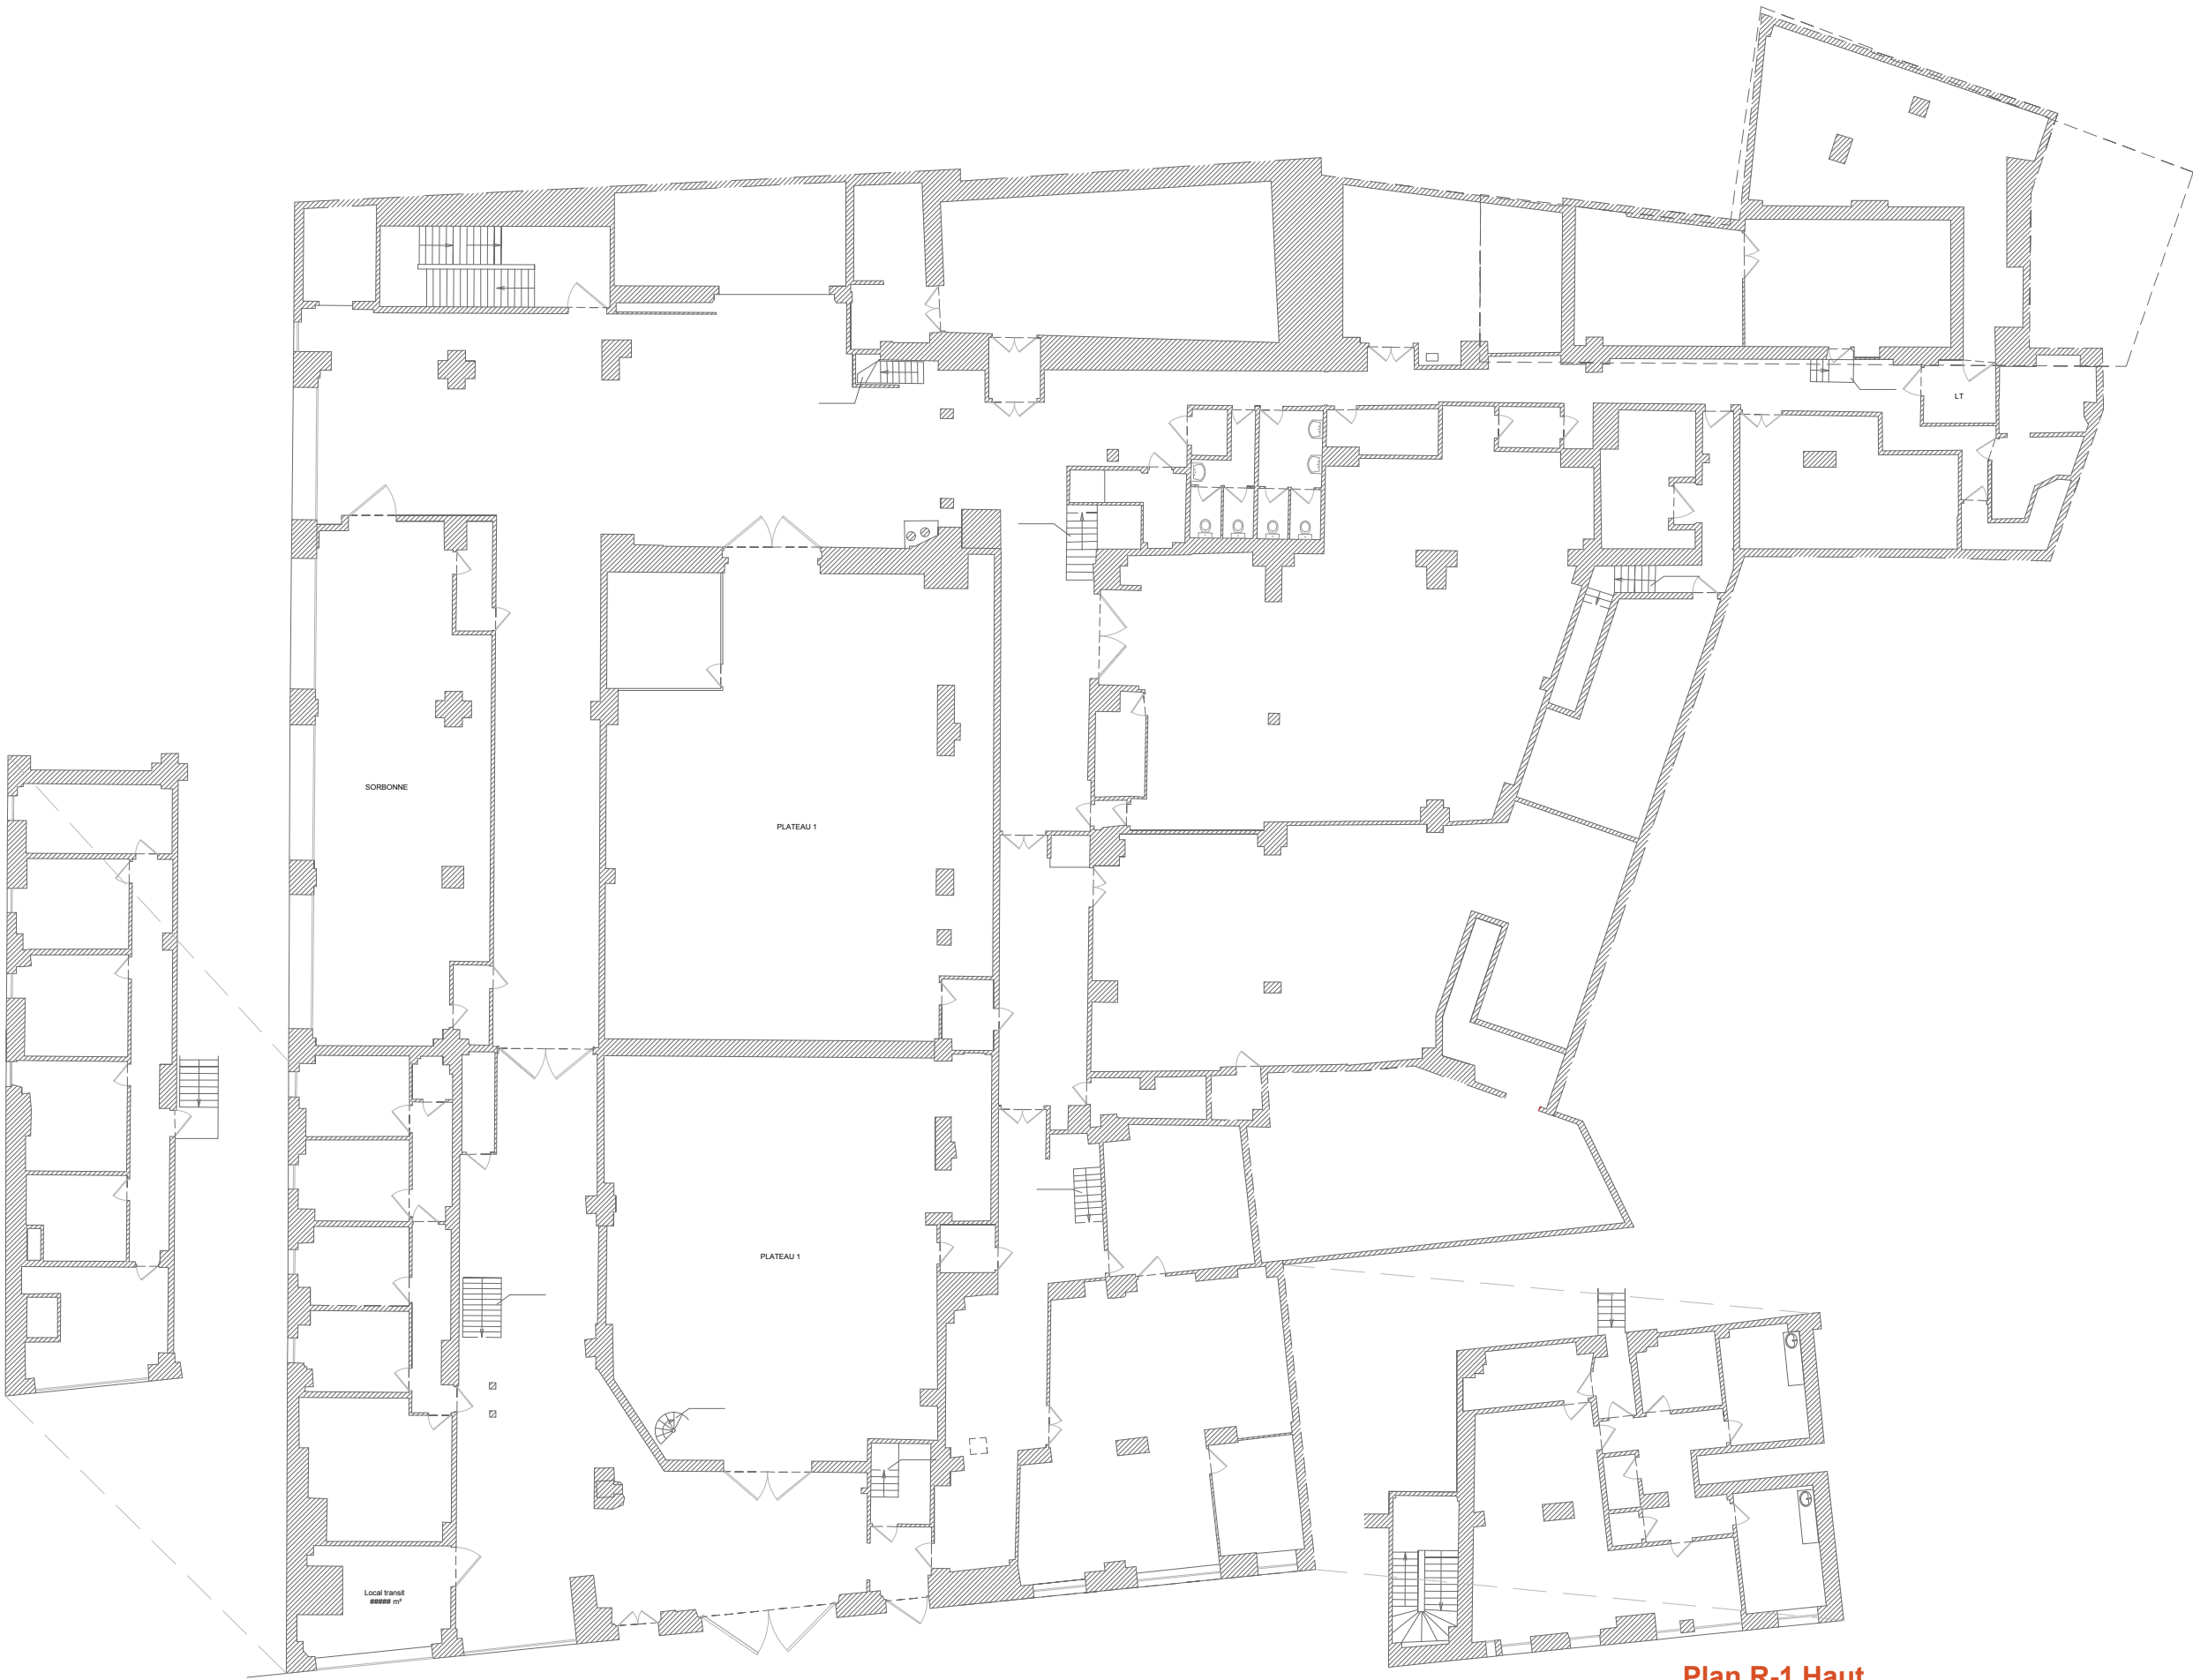 LT
SORBONNE
PLATEAU 1
PLATEAU 1
Local transit
##### m²
Plan R-1 Haut